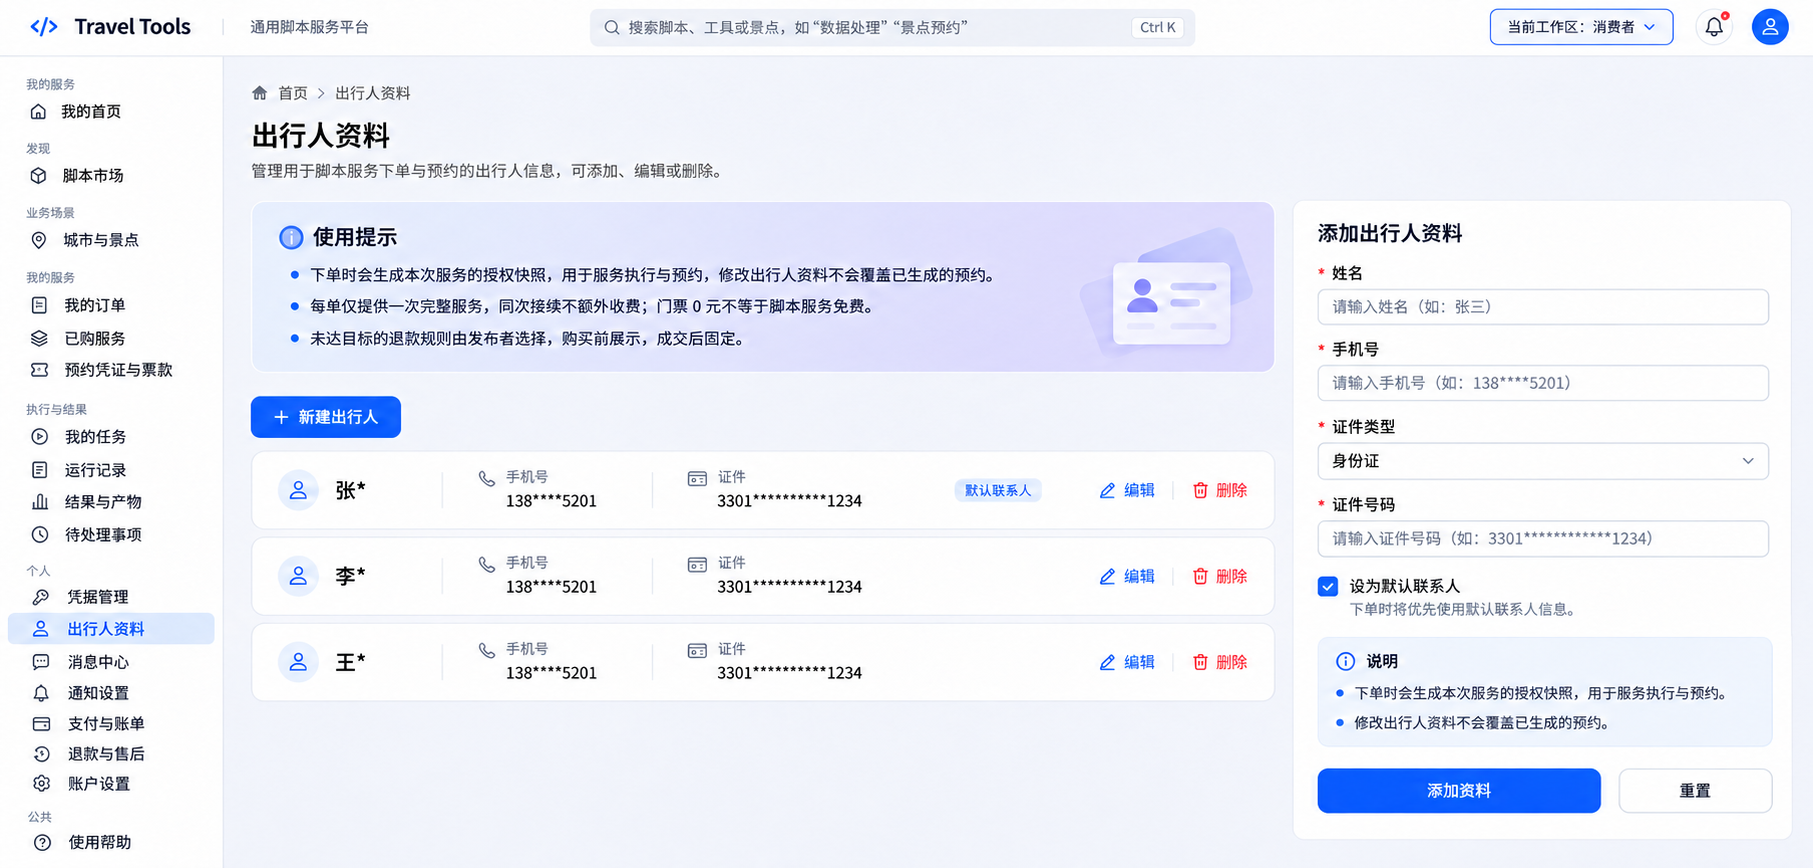 Travel Tools
通用脚本服务平台
搜索脚本、工具或景点，如“数据处理”“景点预约”
Ctrl K
当前工作区：消费者
我的服务
我的首页
发现
脚本市场
业务场景
城市与景点
我的服务
我的订单
已购服务
预约凭证与票款
执行与结果
我的任务
运行记录
结果与产物
待处理事项
个人
凭据管理
出行人资料
消息中心
通知设置
支付与账单
退款与售后
账户设置
公共
使用帮助
首页 > 出行人资料
出行人资料
管理用于脚本服务下单与预约的出行人信息，可添加、编辑或删除。
使用提示
下单时会生成本次服务的授权快照，用于服务执行与预约，修改出行人资料不会覆盖已生成的预约。
每单仅提供一次完整服务，同次接续不额外收费；门票 0 元不等于脚本服务免费。
未达目标的退款规则由发布者选择，购买前展示，成交后固定。
+ 新建出行人
张*
手机号
138****5201
证件
3301**********1234
默认联系人
编辑
删除
李*
手机号
138****5201
证件
3301**********1234
编辑
删除
王*
手机号
138****5201
证件
3301**********1234
编辑
删除
添加出行人资料
* 姓名
请输入姓名（如：张三）
* 手机号
请输入手机号（如：138****5201）
* 证件类型
身份证
* 证件号码
请输入证件号码（如：3301************1234）
设为默认联系人
下单时将优先使用默认联系人信息。
说明
下单时会生成本次服务的授权快照，用于服务执行与预约。
修改出行人资料不会覆盖已生成的预约。
添加资料
重置